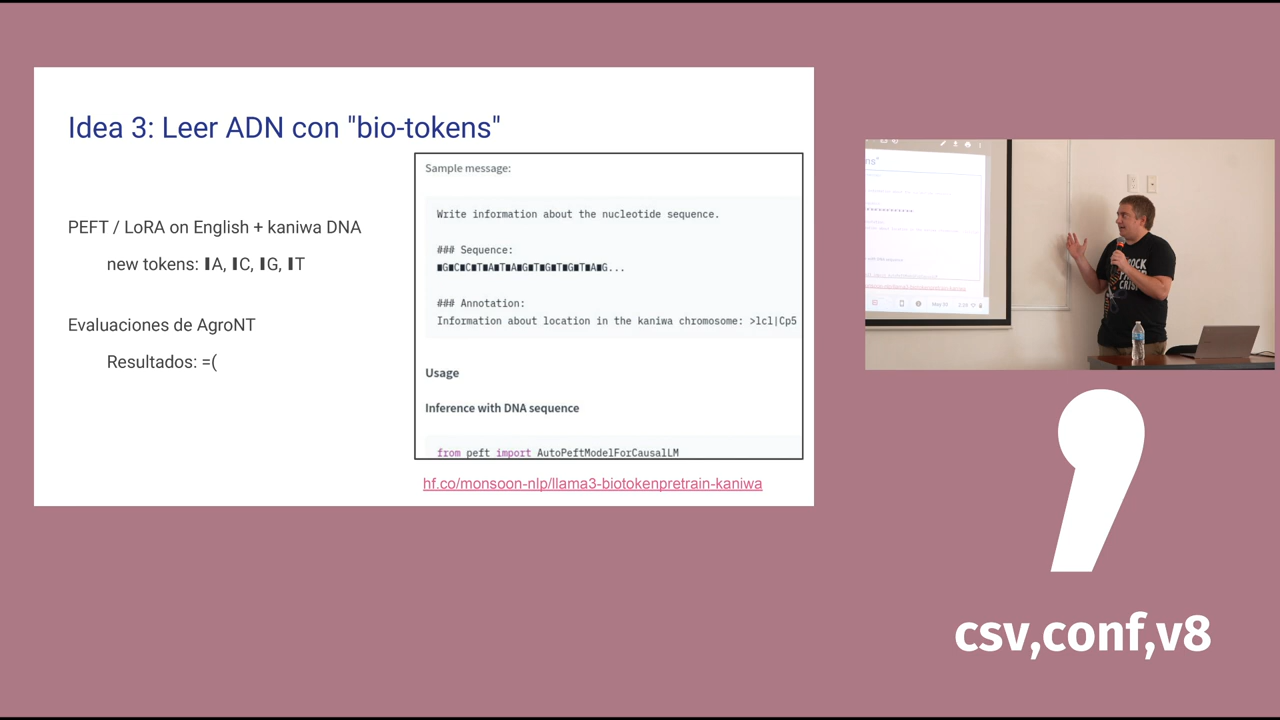 Idea 3: Leer ADN con "bio-tokens"
PEFT / LoRA on English + kaniwa DNA
new tokens: ▮A, ▮C, ▮G, ▮T
Evaluaciones de AgroNT
Resultados: =(
Sample message:
Write information about the nucleotide sequence.
### Sequence:
■G■C■C■T■A■T■A■G■T■G■T■G■T■A■G...
### Annotation:
Information about location in the kaniwa chromosome: >lcl|Cp5
Usage
Inference with DNA sequence
from peft import AutoPeftModelForCausalLM
hf.co/monsoon-nlp/llama3-biotokenpretrain-kaniwa
ROCK
PAPER
csv,conf,v8